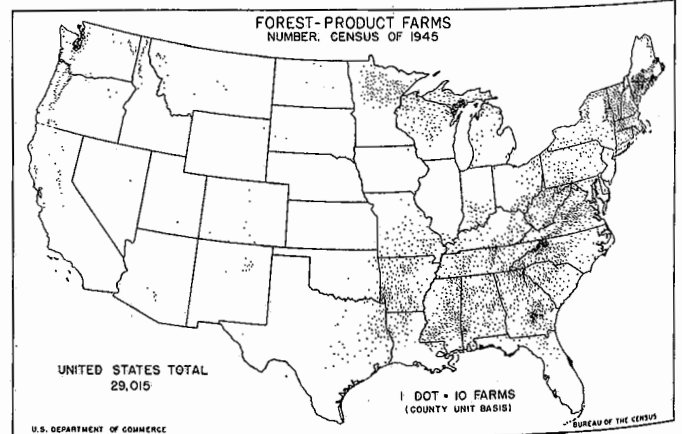 FOREST-PRODUCT FARMS
NUMBER, CENSUS OF 1945
UNITED STATES TOTAL
29,015
1 DOT = 10 FARMS
(COUNTY UNIT BASIS)
U.S. DEPARTMENT OF COMMERCE
BUREAU OF THE CENSUS